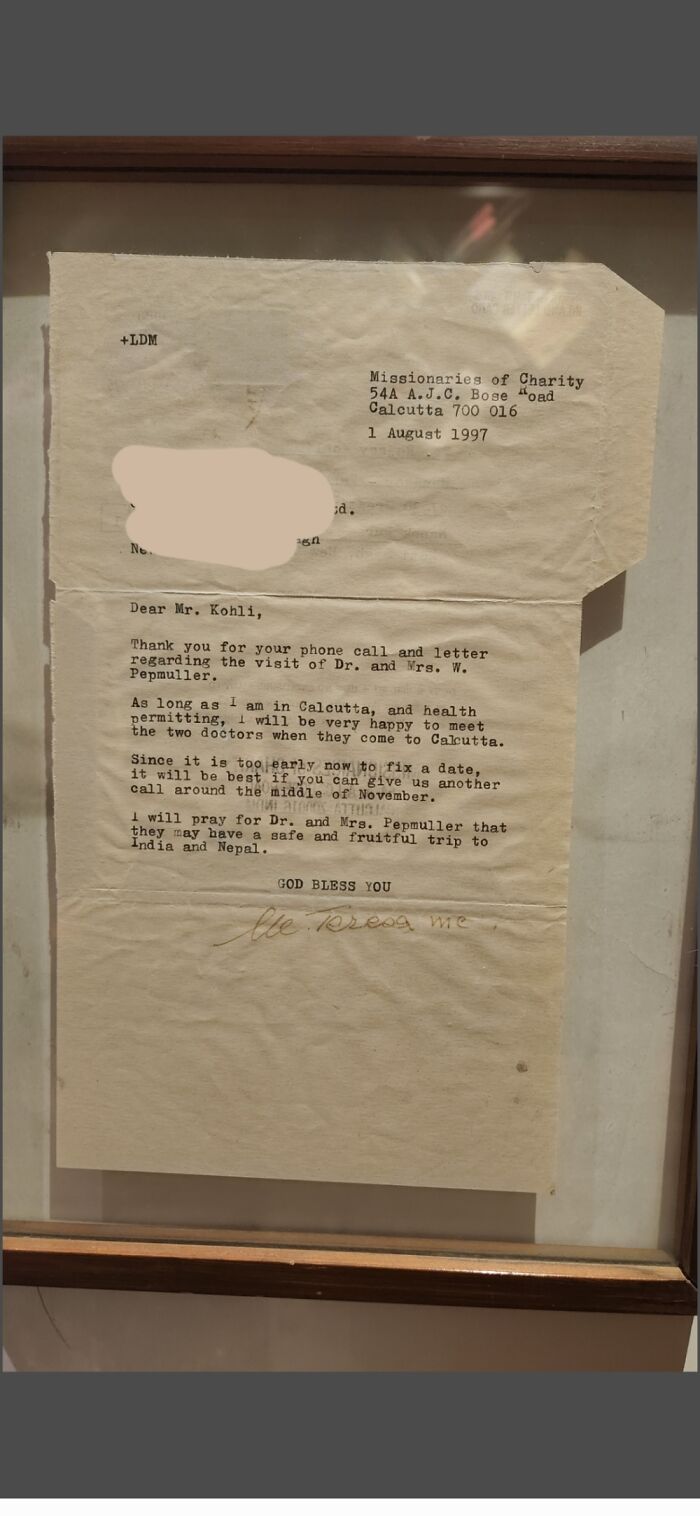 +LDM
Missionaries of Charity
54A A.J.C. Bose Road
Calcutta 700 016
1 August 1997
Dear Mr. Kohli,
Thank you for your phone call and letter
regarding the visit of Dr. and Mrs. W.
Pepmuller.
As long as I am in Calcutta, and health
permitting, I will be very happy to meet
the two doctors when they come to Calcutta.
Since it is too early now to fix a date,
it will be best if you can give us another
call around the middle of November.
I will pray for Dr. and Mrs. Pepmuller that
they may have a safe and fruitful trip to
India and Nepal.
GOD BLESS YOU
Teresa mc